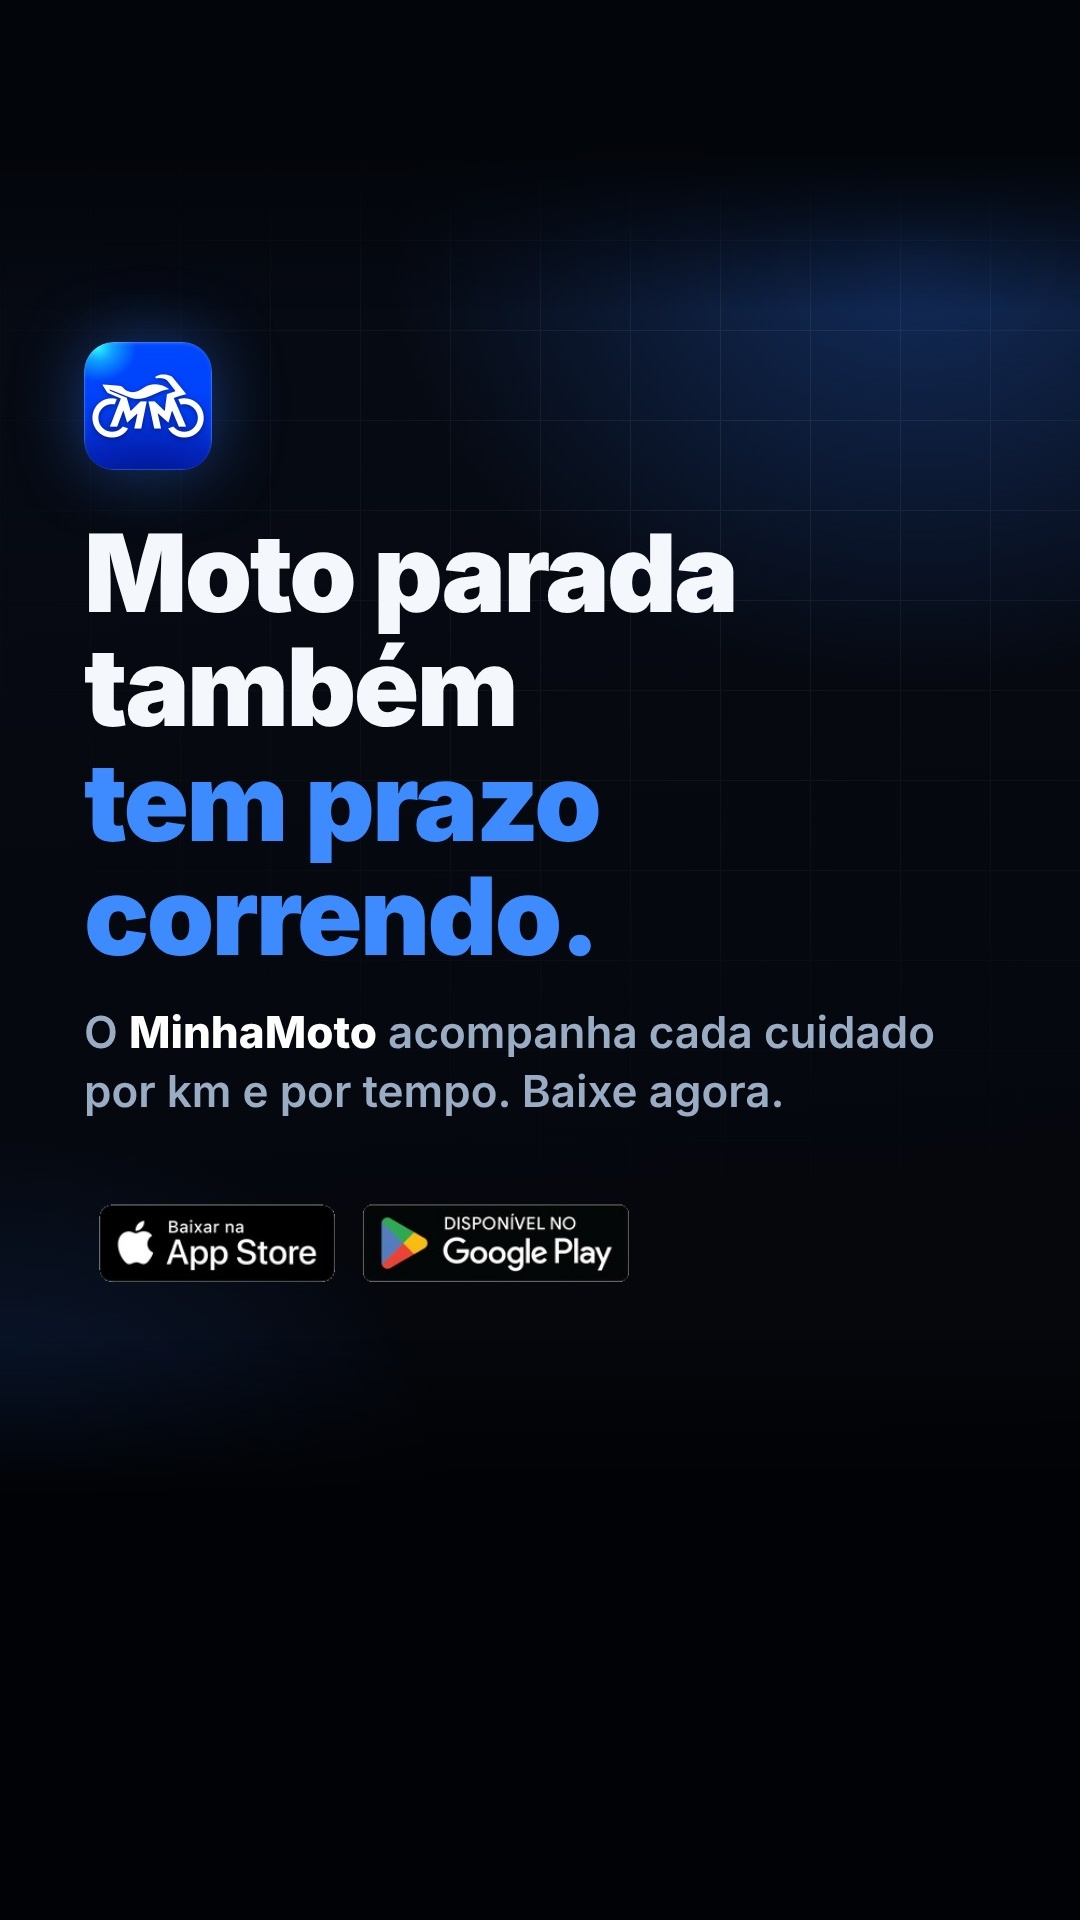 MM
Moto parada
também
tem prazo
correndo.
O MinhaMoto acompanha cada cuidado
por km e por tempo. Baixe agora.
Baixar na
App Store
DISPONÍVEL NO
Google Play